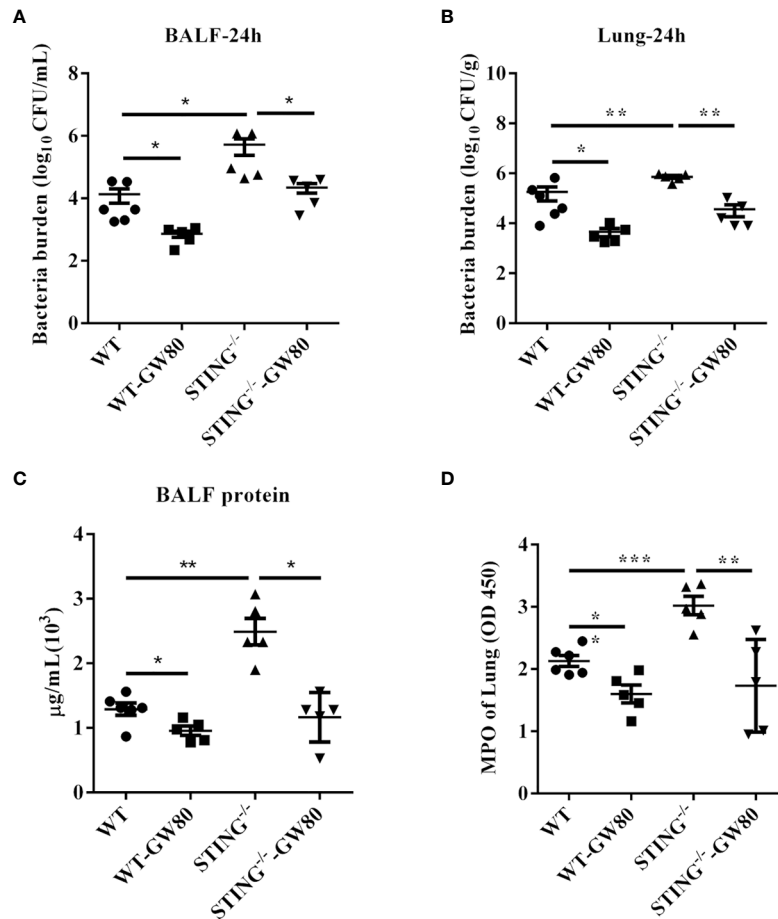 A
BALF-24h
Bacteria burden (log10 CFU/mL)
8
6
4
2
0
*
*
*
WT
WT-GW80
STING-/-
STING-/--GW80
B
Lung-24h
Bacteria burden (log10 CFU/g)
10
8
6
4
2
0
**
*
**
WT
WT-GW80
STING-/-
STING-/--GW80
C
BALF protein
µg/mL(10³)
4
3
2
1
0
**
*
*
WT
WT-GW80
STING-/-
STING-/--GW80
D
MPO of Lung (OD 450)
4
3
2
1
0
***
**
*
*
WT
WT-GW80
STING-/-
STING-/--GW80